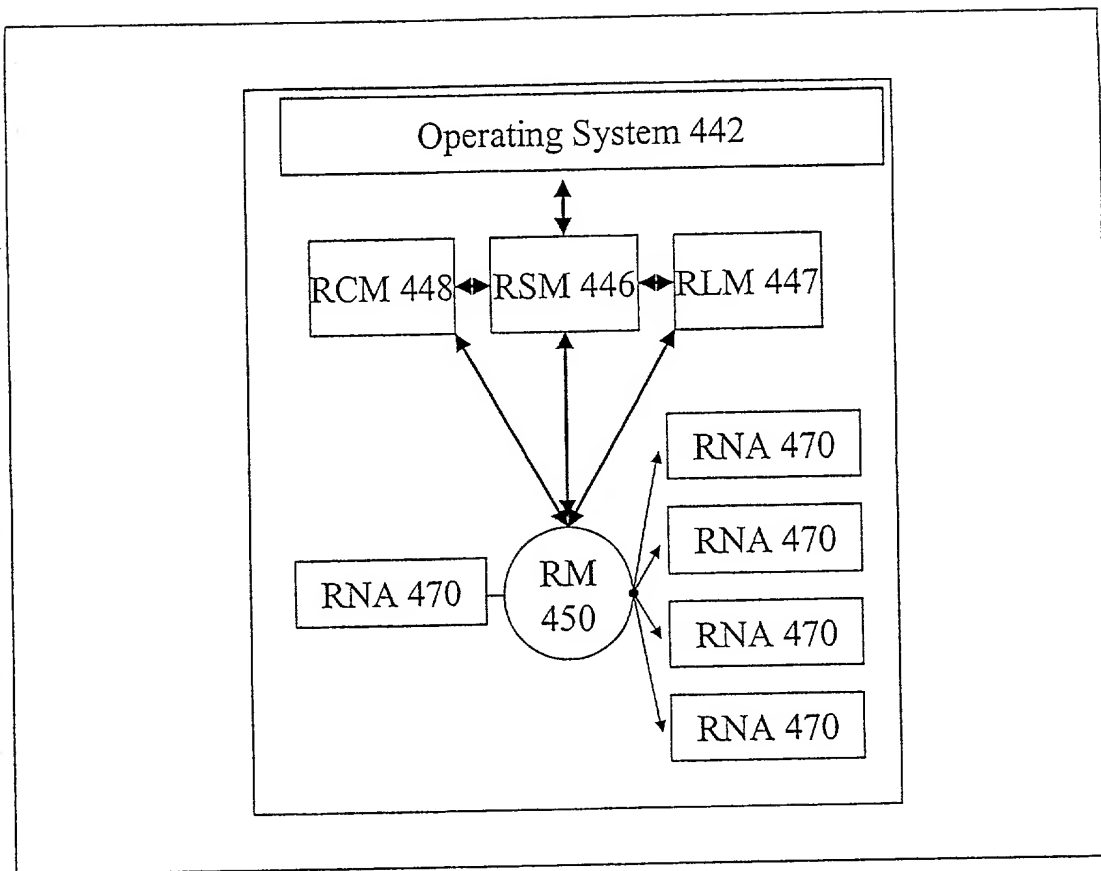 Operating System 442
RCM 448
RSM 446
RLM 447
RNA 470
RNA 470
RNA 470
RM
450
RNA 470
RNA 470